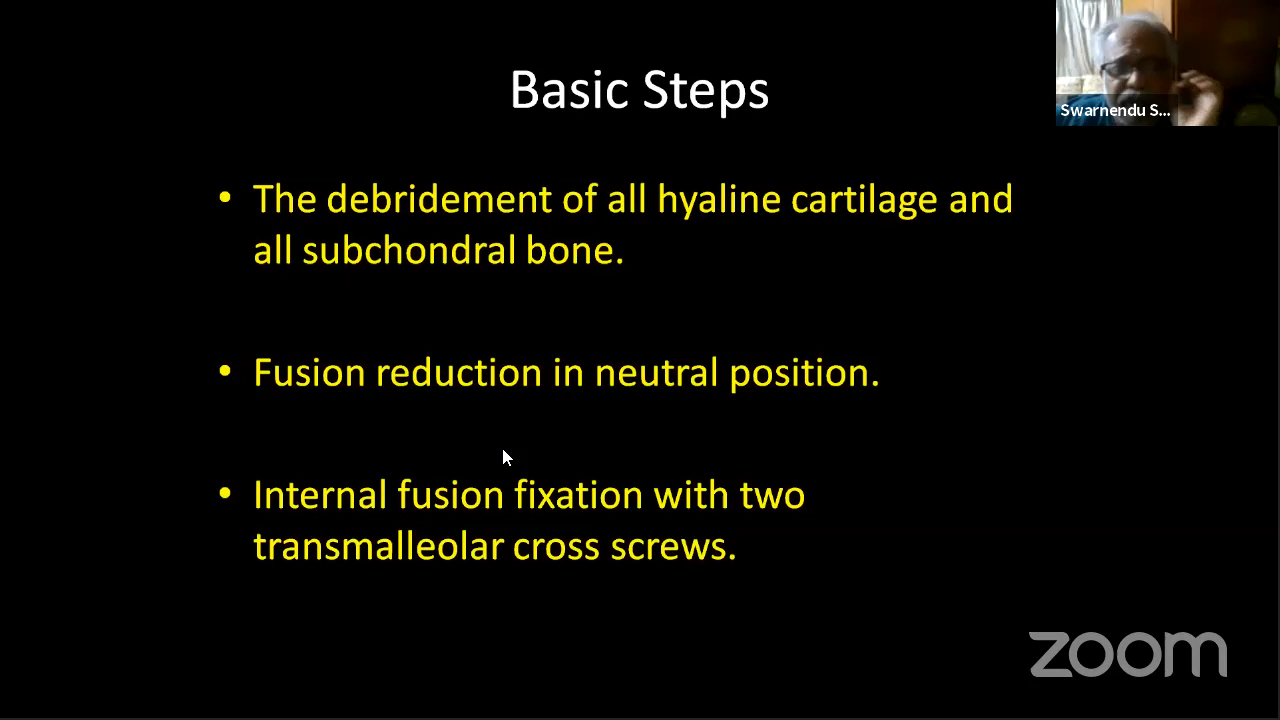 Basic Steps
Swarnendu S...
• The debridement of all hyaline cartilage and
all subchondral bone.
• Fusion reduction in neutral position.
• Internal fusion fixation with two
transmalleolar cross screws.
zoom